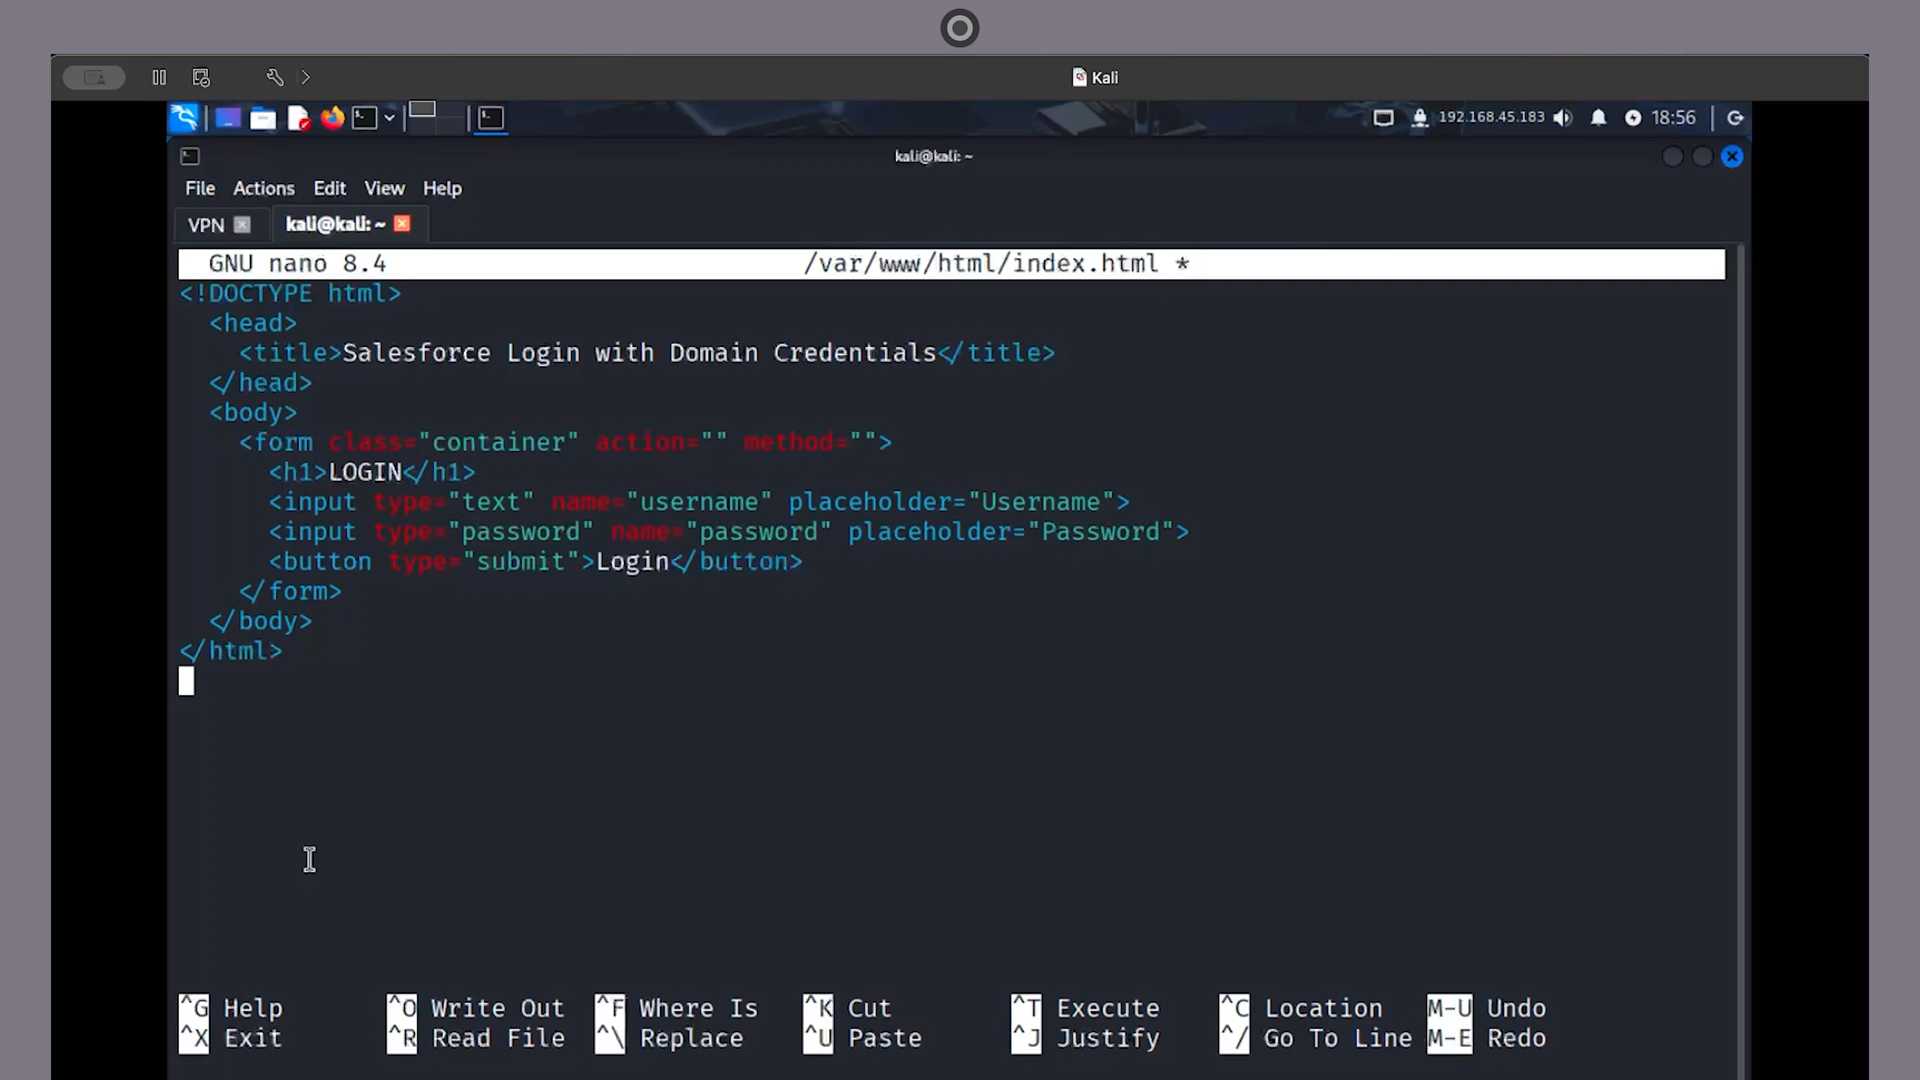 Kali
192.168.45.183 18:56
kali@kali: ~
File Actions Edit View Help
VPN kali@kali: ~
GNU nano 8.4 /var/www/html/index.html *
<!DOCTYPE html>
<head>
<title>Salesforce Login with Domain Credentials</title>
</head>
<body>
<form class="container" action="" method="">
<h1>LOGIN</h1>
<input type="text" name="username" placeholder="Username">
<input type="password" name="password" placeholder="Password">
<button type="submit">Login</button>
</form>
</body>
</html>
^G Help ^O Write Out ^F Where Is ^K Cut ^T Execute ^C Location M-U Undo
^X Exit ^R Read File ^\ Replace ^U Paste ^J Justify ^/ Go To Line M-E Redo